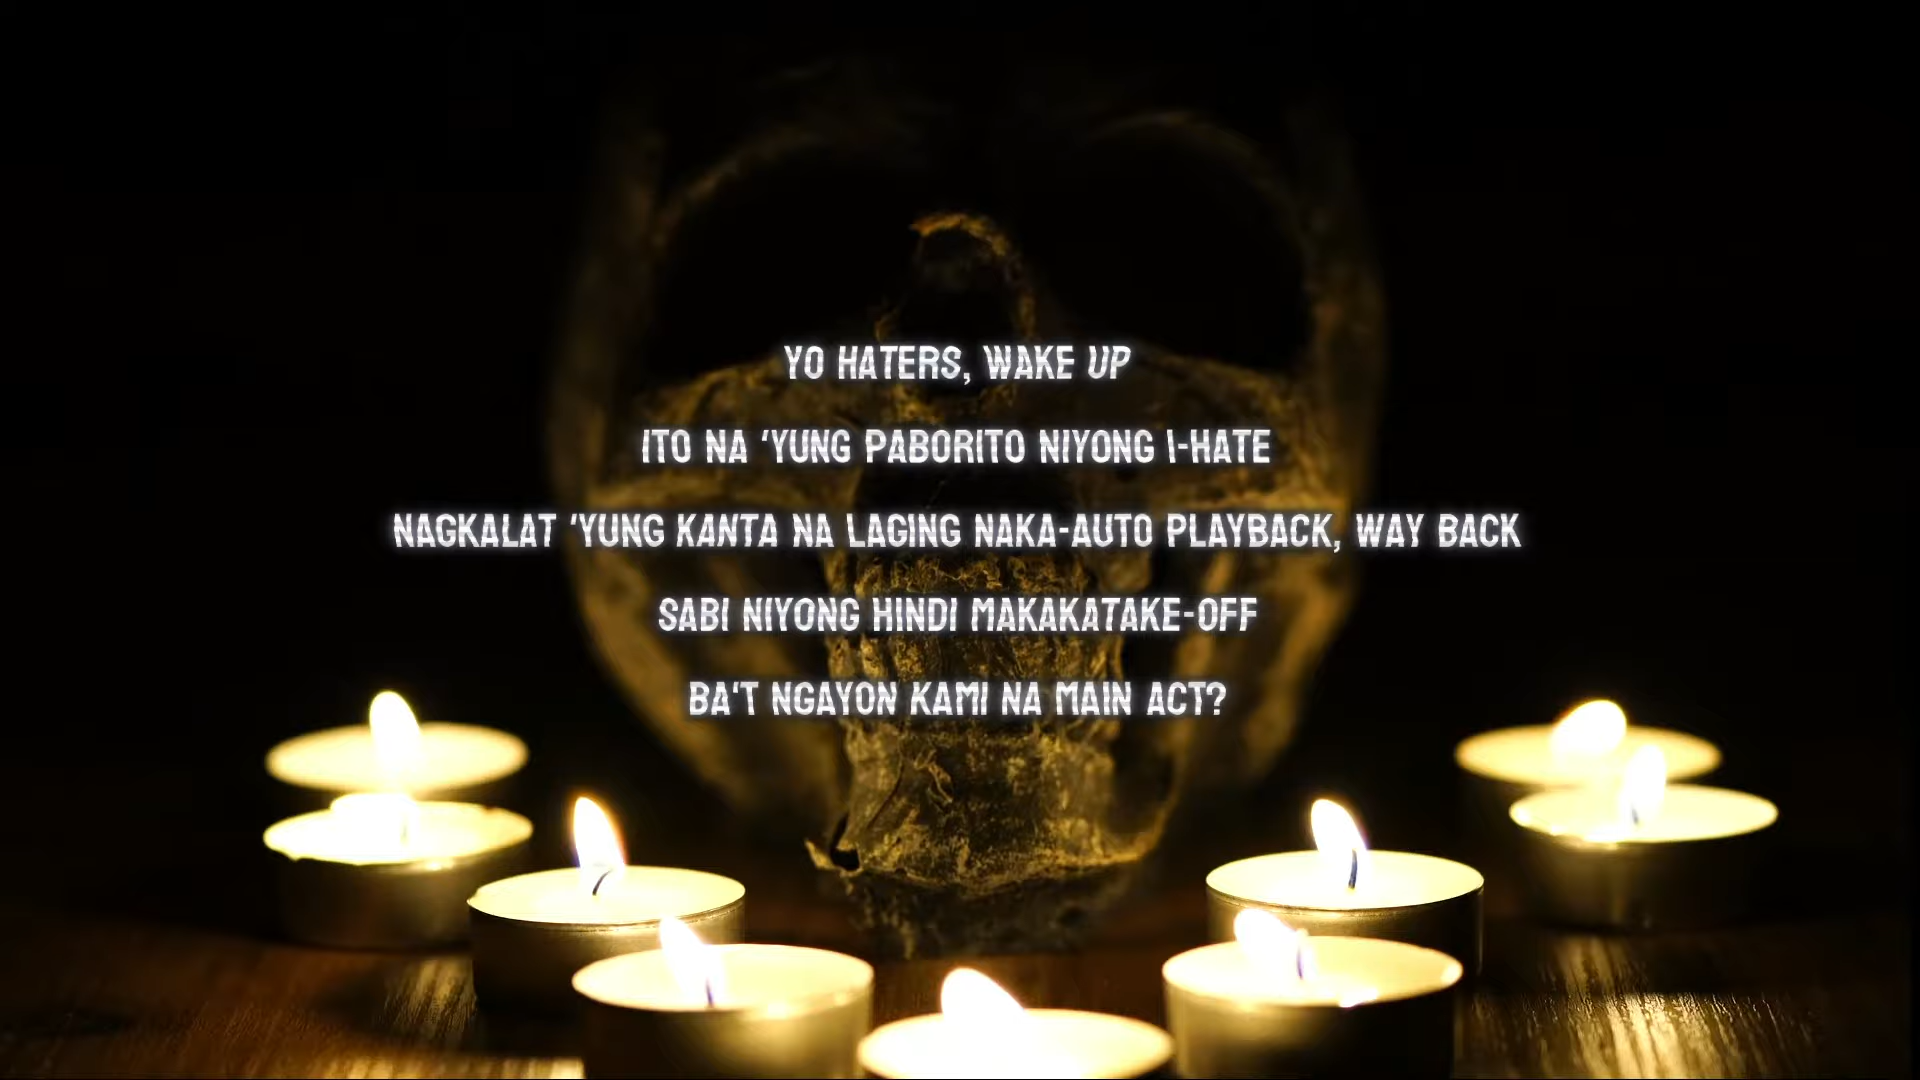 YO HATERS, WAKE UP
ITO NA ‘YUNG PABORITO NIYONG I-HATE
NAGKALAT ‘YUNG KANTA NA LAGING NAKA-AUTO PLAYBACK, WAY BACK
SABI NIYONG HINDI MAKAKATAKE-OFF
BA‘T NGAYON KAMI NA MAIN ACT?